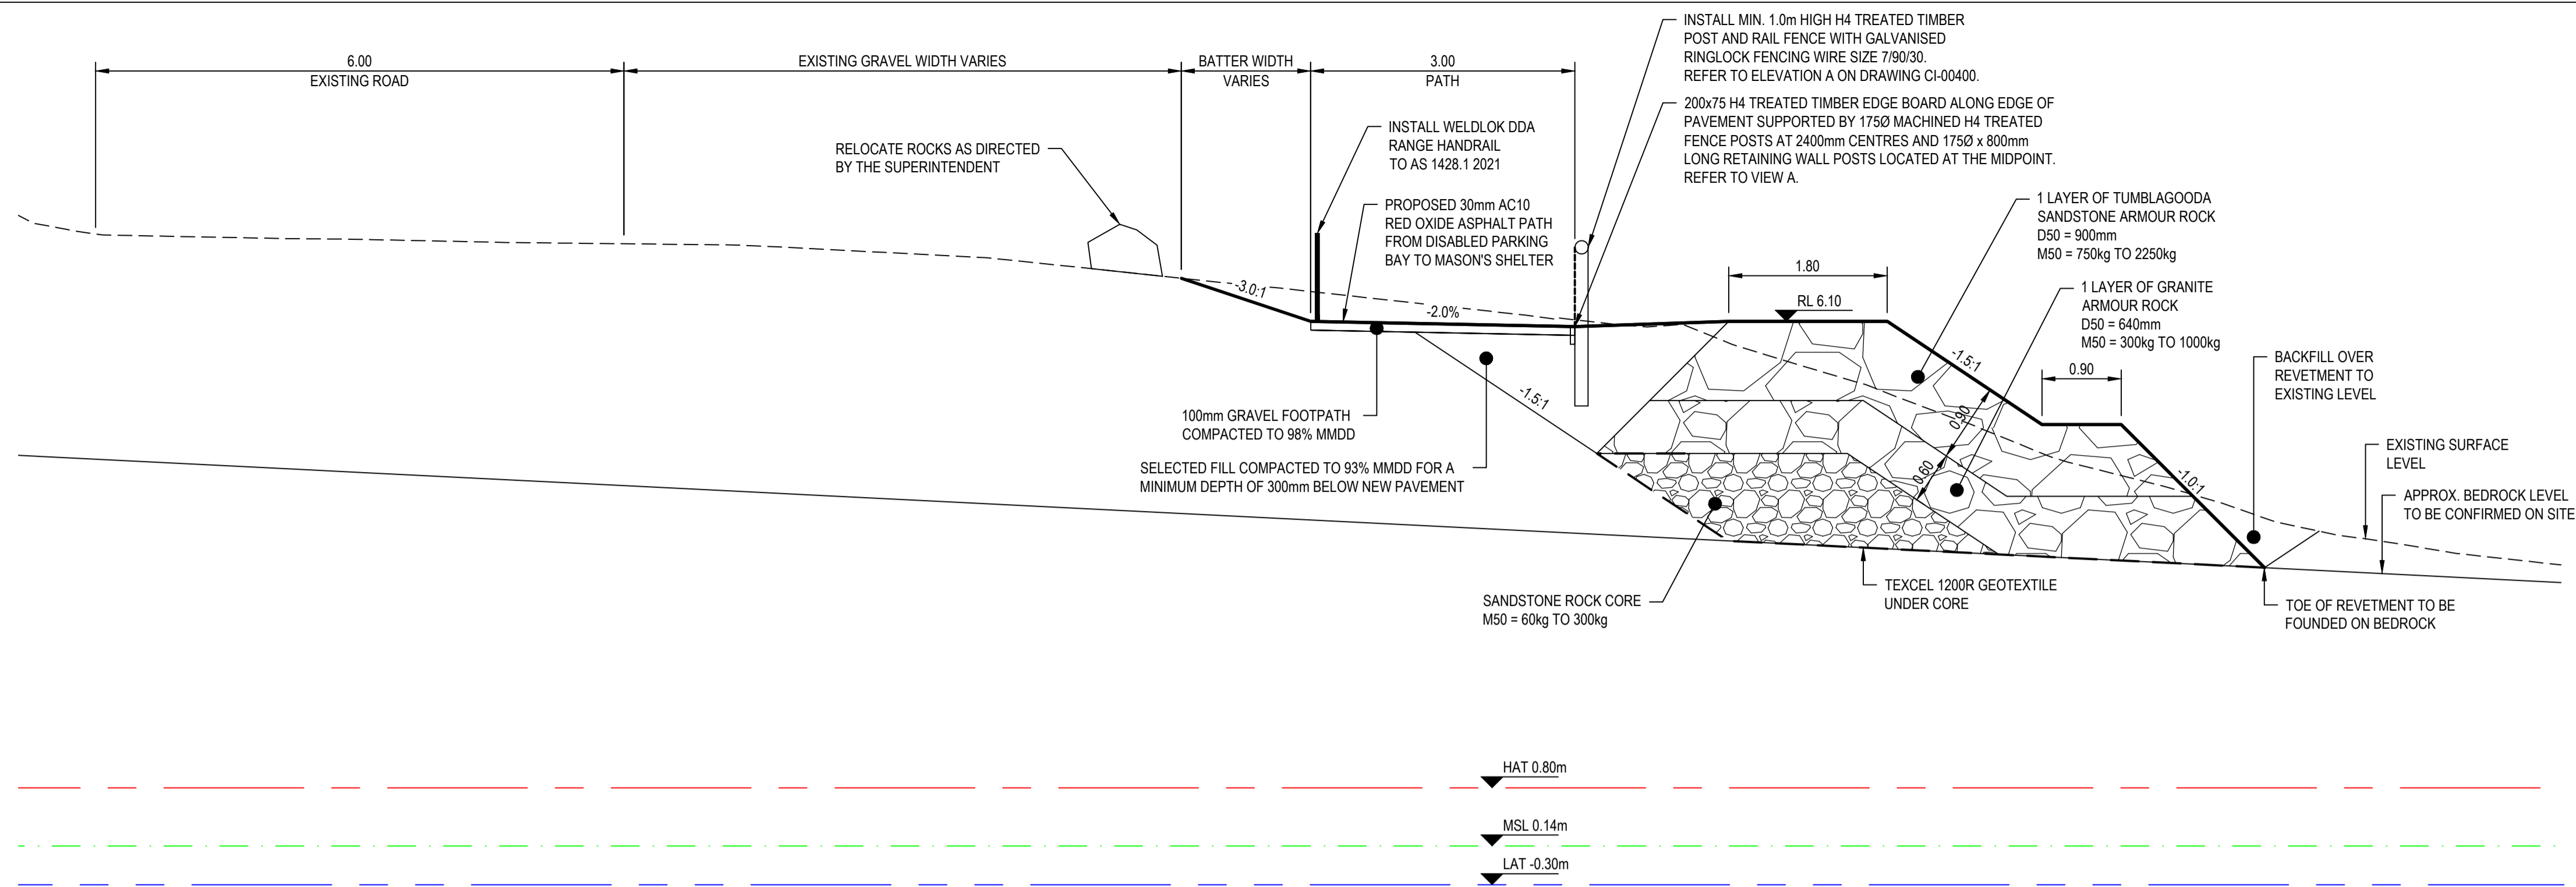 6.00
EXISTING ROAD
EXISTING GRAVEL WIDTH VARIES
BATTER WIDTH
VARIES
3.00
PATH
INSTALL MIN. 1.0m HIGH H4 TREATED TIMBER
POST AND RAIL FENCE WITH GALVANISED
RINGLOCK FENCING WIRE SIZE 7/90/30.
REFER TO ELEVATION A ON DRAWING CI-00400.
200x75 H4 TREATED TIMBER EDGE BOARD ALONG EDGE OF
PAVEMENT SUPPORTED BY 175Ø MACHINED H4 TREATED
FENCE POSTS AT 2400mm CENTRES AND 175Ø x 800mm
LONG RETAINING WALL POSTS LOCATED AT THE MIDPOINT.
REFER TO VIEW A.
RELOCATE ROCKS AS DIRECTED
BY THE SUPERINTENDENT
INSTALL WELDLOK DDA
RANGE HANDRAIL
TO AS 1428.1 2021
PROPOSED 30mm AC10
RED OXIDE ASPHALT PATH
FROM DISABLED PARKING
BAY TO MASON'S SHELTER
1 LAYER OF TUMBLAGOODA
SANDSTONE ARMOUR ROCK
D50 = 900mm
M50 = 750kg TO 2250kg
1 LAYER OF GRANITE
ARMOUR ROCK
D50 = 640mm
M50 = 300kg TO 1000kg
1.80
RL 6.10
-3.0:1
-2.0%
-1.5:1
-1.5:1
0.90
0.90
0.60
-1.0:1
BACKFILL OVER
REVETMENT TO
EXISTING LEVEL
EXISTING SURFACE
LEVEL
APPROX. BEDROCK LEVEL
TO BE CONFIRMED ON SITE
100mm GRAVEL FOOTPATH
COMPACTED TO 98% MMDD
SELECTED FILL COMPACTED TO 93% MMDD FOR A
MINIMUM DEPTH OF 300mm BELOW NEW PAVEMENT
SANDSTONE ROCK CORE
M50 = 60kg TO 300kg
TEXCEL 1200R GEOTEXTILE
UNDER CORE
TOE OF REVETMENT TO BE
FOUNDED ON BEDROCK
HAT 0.80m
MSL 0.14m
LAT -0.30m